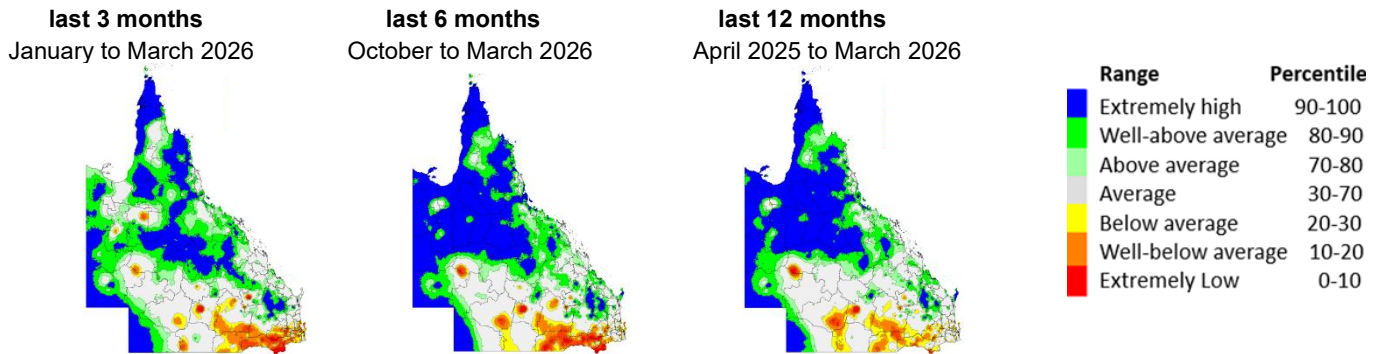 last 3 months
January to March 2026
last 6 months
October to March 2026
last 12 months
April 2025 to March 2026
Range Percentile
Extremely high 90-100
Well-above average 80-90
Above average 70-80
Average 30-70
Below average 20-30
Well-below average 10-20
Extremely Low 0-10